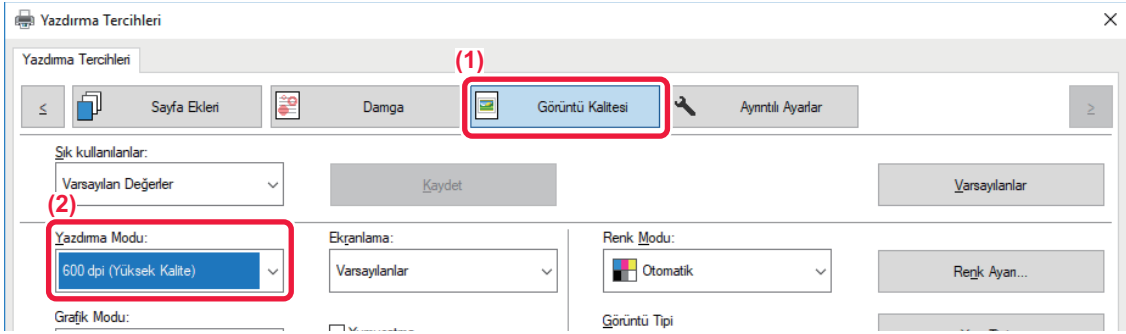 Yazdırma Tercihleri
Yazdırma Tercihleri
(1)
< Sayfa Ekleri Damga Görüntü Kalitesi Ayrıntılı Ayarlar >
Sık kullanılanlar:
Varsayılan Değerler Kaydet Varsayılanlar
(2)
Yazdırma Modu: Ekranlama: Renk Modu:
600 dpi (Yüksek Kalite) Varsayılanlar Otomatik Renk Ayarı...
Grafik Modu: Görüntü Tipi